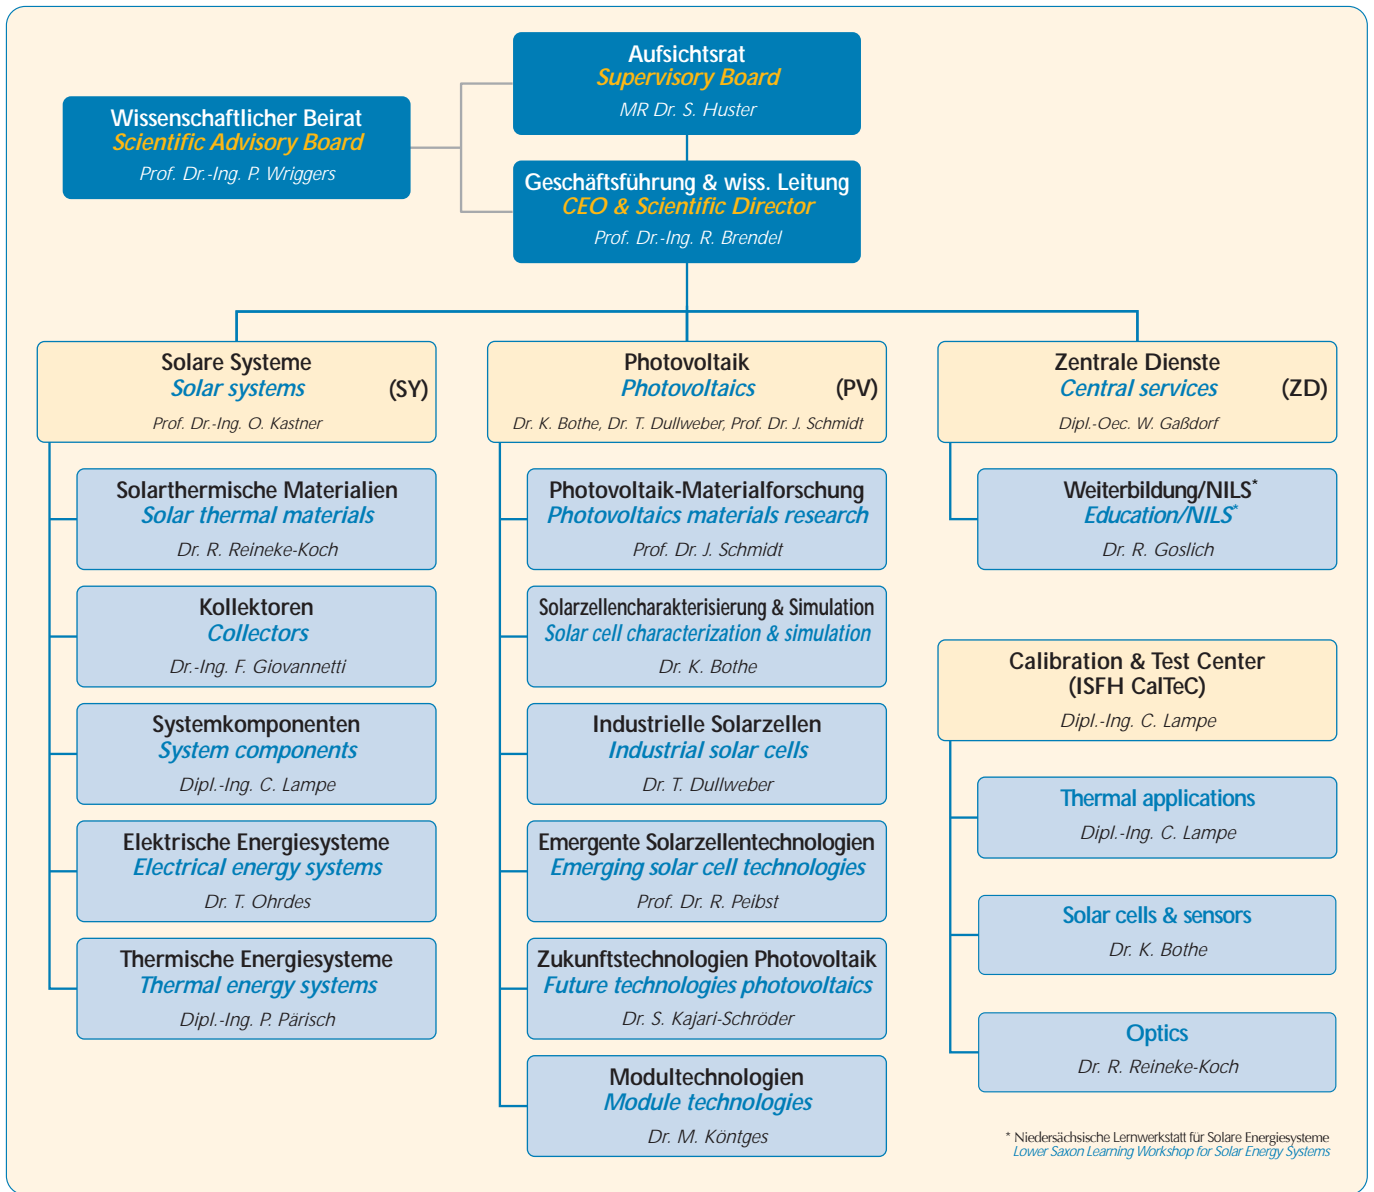 Aufsichtsrat
Supervisory Board
MR Dr. S. Huster
Wissenschaftlicher Beirat
Scientific Advisory Board
Prof. Dr.-Ing. P. Wriggers
Geschäftsführung & wiss. Leitung
CEO & Scientific Director
Prof. Dr.-Ing. R. Brendel
Solare Systeme
Solar systems
(SY)
Prof. Dr.-Ing. O. Kastner
Solarthermische Materialien
Solar thermal materials
Dr. R. Reineke-Koch
Kollektoren
Collectors
Dr.-Ing. F. Giovannetti
Systemkomponenten
System components
Dipl.-Ing. C. Lampe
Elektrische Energiesysteme
Electrical energy systems
Dr. T. Ohrdes
Thermische Energiesysteme
Thermal energy systems
Dipl.-Ing. P. Pärisch
Photovoltaik
Photovoltaics
(PV)
Dr. K. Bothe, Dr. T. Dullweber, Prof. Dr. J. Schmidt
Photovoltaik-Materialforschung
Photovoltaics materials research
Prof. Dr. J. Schmidt
Solarzellencharakterisierung & Simulation
Solar cell characterization & simulation
Dr. K. Bothe
Industrielle Solarzellen
Industrial solar cells
Dr. T. Dullweber
Emergente Solarzellentechnologien
Emerging solar cell technologies
Prof. Dr. R. Peibst
Zukunftstechnologien Photovoltaik
Future technologies photovoltaics
Dr. S. Kajari-Schröder
Modultechnologien
Module technologies
Dr. M. Köntges
Zentrale Dienste
Central services
(ZD)
Dipl.-Oec. W. Gaßdorf
Weiterbildung/NILS*
Education/NILS*
Dr. R. Goslich
Calibration & Test Center
(ISFH CalTeC)
Dipl.-Ing. C. Lampe
Thermal applications
Dipl.-Ing. C. Lampe
Solar cells & sensors
Dr. K. Bothe
Optics
Dr. R. Reineke-Koch
* Niedersächsische Lernwerkstatt für Solare Energiesysteme
Lower Saxon Learning Workshop for Solar Energy Systems